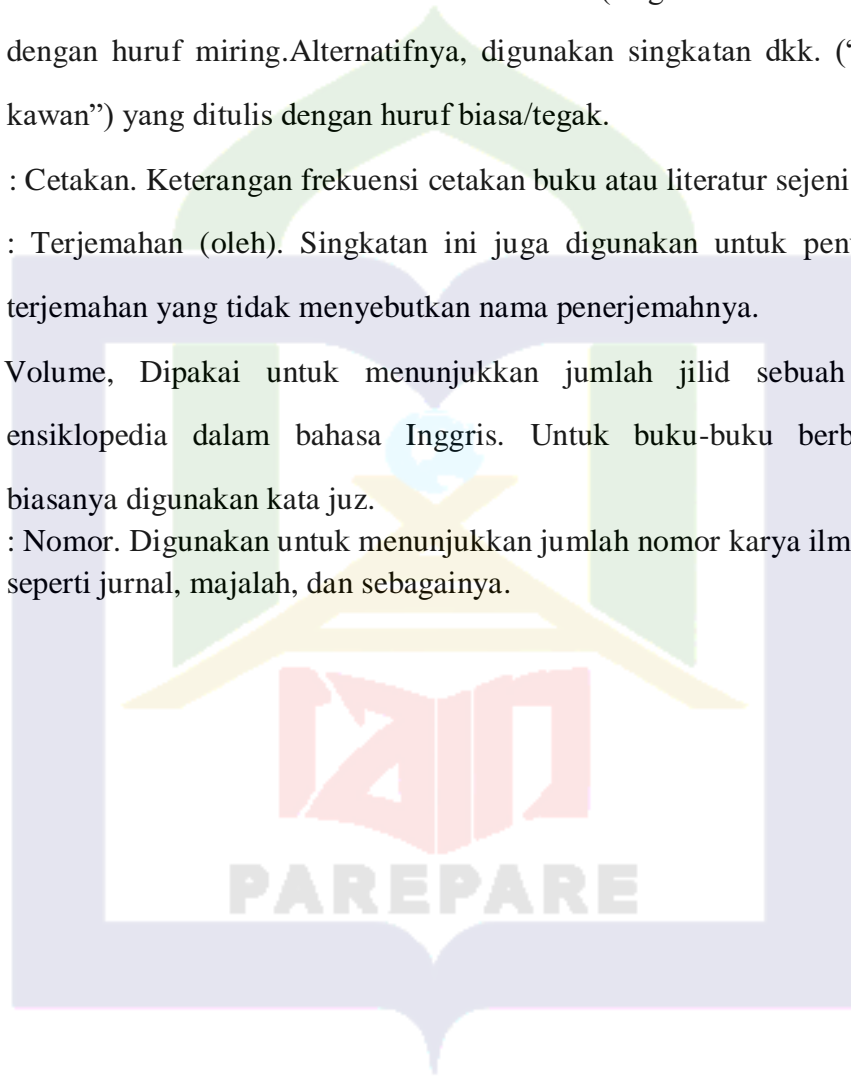 dengan huruf miring.Alternatifnya, digunakan singkatan dkk. (“
kawan”) yang ditulis dengan huruf biasa/tegak.
: Cetakan. Keterangan frekuensi cetakan buku atau literatur sejeni
: Terjemahan (oleh). Singkatan ini juga digunakan untuk pen
terjemahan yang tidak menyebutkan nama penerjemahnya.
Volume, Dipakai untuk menunjukkan jumlah jilid sebuah
ensiklopedia dalam bahasa Inggris. Untuk buku-buku berb
biasanya digunakan kata juz.
: Nomor. Digunakan untuk menunjukkan jumlah nomor karya ilm
seperti jurnal, majalah, dan sebagainya.
iain
PAREPARE